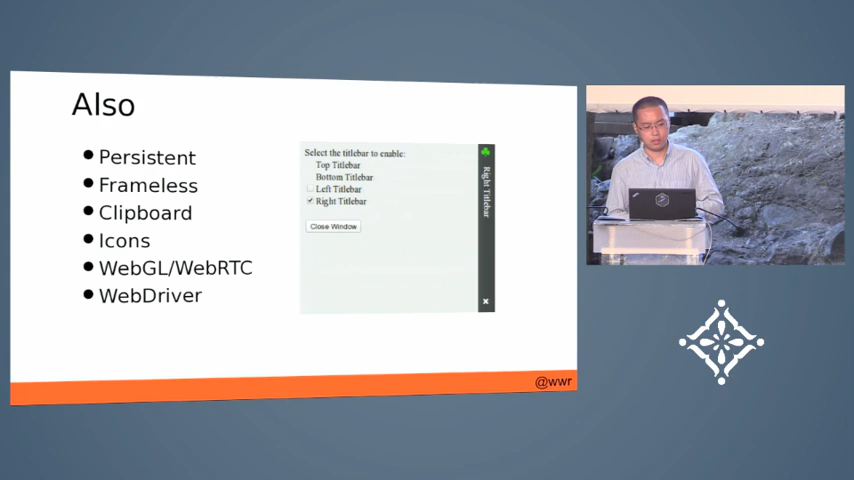 Also
Persistent
Frameless
Clipboard
Icons
WebGL/WebRTC
WebDriver
Select the titlebar to enable:
Top Titlebar
Bottom Titlebar
Left Titlebar
Right Titlebar
Close Window
Right Titlebar
@wwr